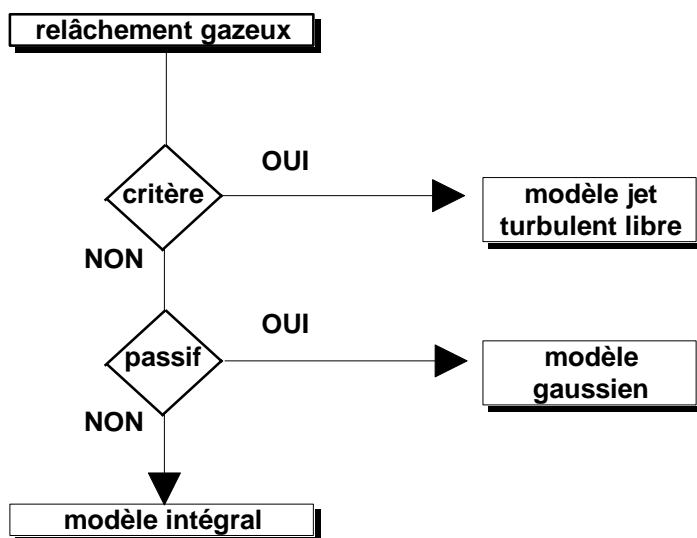 relâchement gazeux
OUI
critère
modèle jet
turbulent libre
NON
OUI
passif
modèle
gaussien
NON
modèle intégral